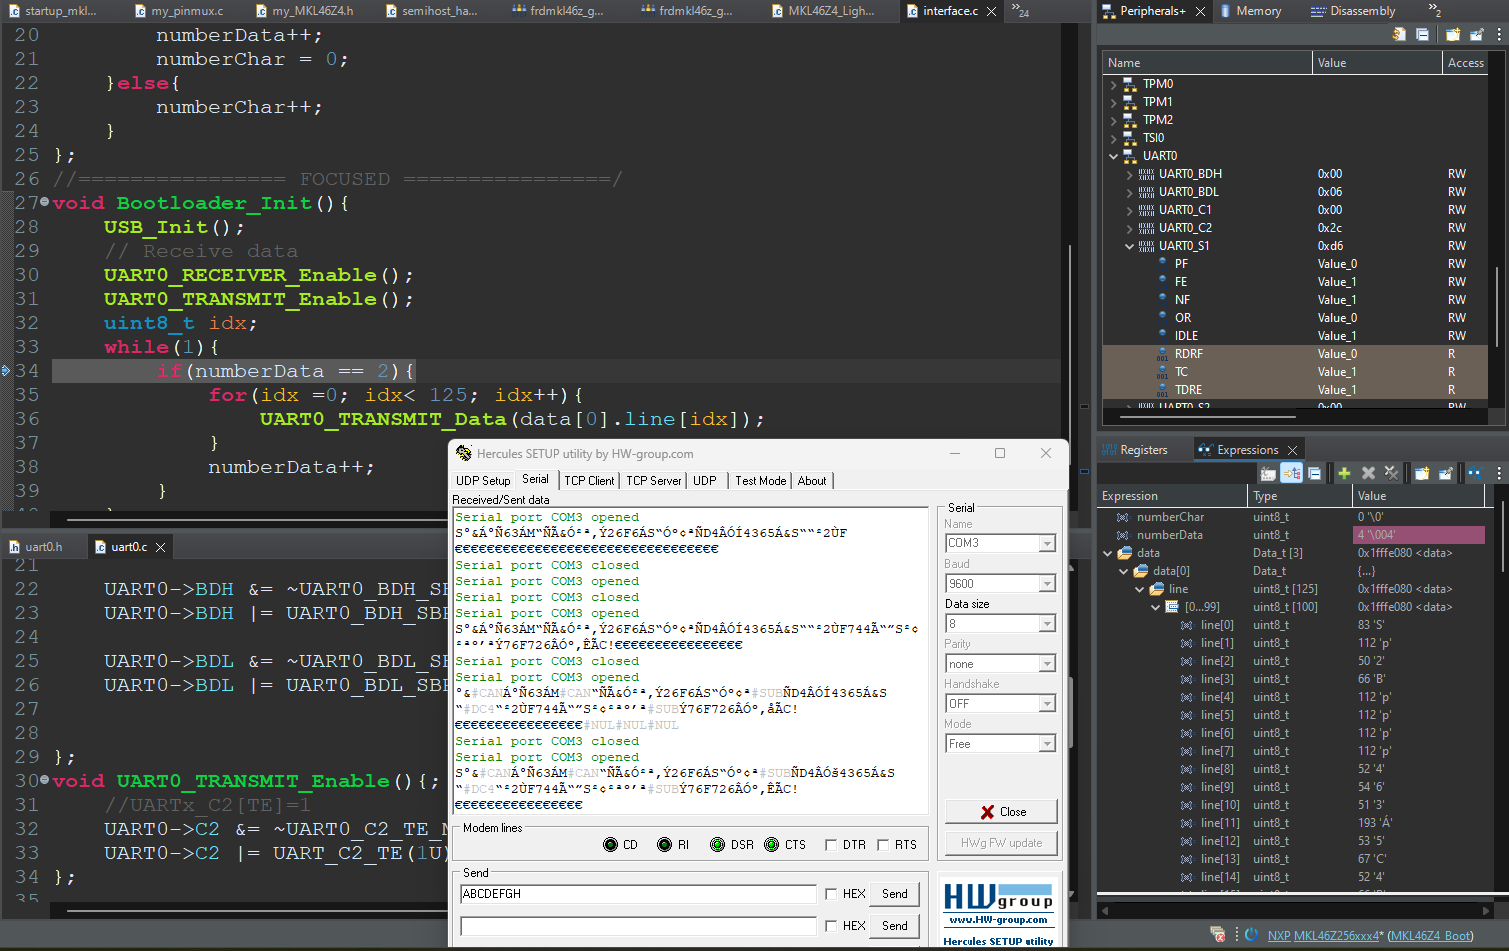 startup_mkl...
my_pinmux.c
my_MKL46Z4.h
semihost_ha...
frdmkl46z_g...
frdmkl46z_g...
MKL46Z4_Ligh...
interface.c
24
20 numberData++;
21 numberChar = 0;
22 }else{
23 numberChar++;
24 }
25 };
26 //================ FOCUSED ================/
27 void Bootloader_Init(){
28 USB_Init();
29 // Receive data
30 UART0_RECEIVER_Enable();
31 UART0_TRANSMIT_Enable();
32 uint8_t idx;
33 while(1){
34 if(numberData == 2){
35 for(idx =0; idx< 125; idx++){
36 UART0_TRANSMIT_Data(data[0].line[idx]);
37 }
38 numberData++;
39 }
uart0.h
uart0.c
21
22 UART0->BDH &= ~UART0_BDH_SB
23 UART0->BDH |= UART0_BDH_SB
24
25 UART0->BDL &= ~UART0_BDL_SB
26 UART0->BDL |= UART0_BDL_SB
27
28
29 };
30 void UART0_TRANSMIT_Enable(){;
31 //UARTx_C2[TE]=1
32 UART0->C2 &= ~UART0_C2_TE_
33 UART0->C2 |= UART_C2_TE(1U)
34 };
35
Hercules SETUP utility by HW-group.com
UDP Setup Serial TCP Client TCP Server UDP Test Mode About
Received/Sent data
Serial port COM3 opened
Serial port COM3 closed
Serial port COM3 opened
Serial port COM3 closed
Serial port COM3 opened
Serial port COM3 closed
Serial port COM3 opened
€€€€€€€€€€€€€€€€#NUL#NUL#NUL
Serial port COM3 closed
Serial port COM3 opened
€€€€€€€€€€€€€€€€
Modem lines
CD RI DSR CTS DTR RTS
Send
ABCDEFGH HEX Send
HEX Send
Serial
Name
COM3
Baud
9600
Data size
8
Parity
none
Handshake
OFF
Mode
Free
Close
HWg FW update
HW group
www.HW-group.com
Hercules SETUP utility
Peripherals+
Memory
Disassembly
2
Name Value Access
TPM0
TPM1
TPM2
TSI0
UART0
UART0_BDH 0x00 RW
UART0_BDL 0x06 RW
UART0_C1 0x00 RW
UART0_C2 0x2c RW
UART0_S1 0xd6 RW
PF Value_0 RW
FE Value_1 RW
NF Value_1 RW
OR Value_0 RW
IDLE Value_1 RW
RDRF Value_0 R
TC Value_1 R
TDRE Value_1 R
UART0_S2 0x00 RW
Registers
Expressions
Expression Type Value
numberChar uint8_t 0 '\0'
numberData uint8_t 4 '\004'
data Data_t [3] 0x1fffe080 <data>
data[0] Data_t {...}
line uint8_t [125] 0x1fffe080 <data>
[0...99] uint8_t [100] 0x1fffe080 <data>
line[0] uint8_t 83 'S'
line[1] uint8_t 112 'p'
line[2] uint8_t 50 '2'
line[3] uint8_t 66 'B'
line[4] uint8_t 112 'p'
line[5] uint8_t 112 'p'
line[6] uint8_t 112 'p'
line[7] uint8_t 112 'p'
line[8] uint8_t 52 '4'
line[9] uint8_t 54 '6'
line[10] uint8_t 51 '3'
line[11] uint8_t 193 'Á'
line[12] uint8_t 53 '5'
line[13] uint8_t 67 'C'
line[14] uint8_t 52 '4'
NXP MKL46Z256xxx4* (MKL46Z4_Boot)